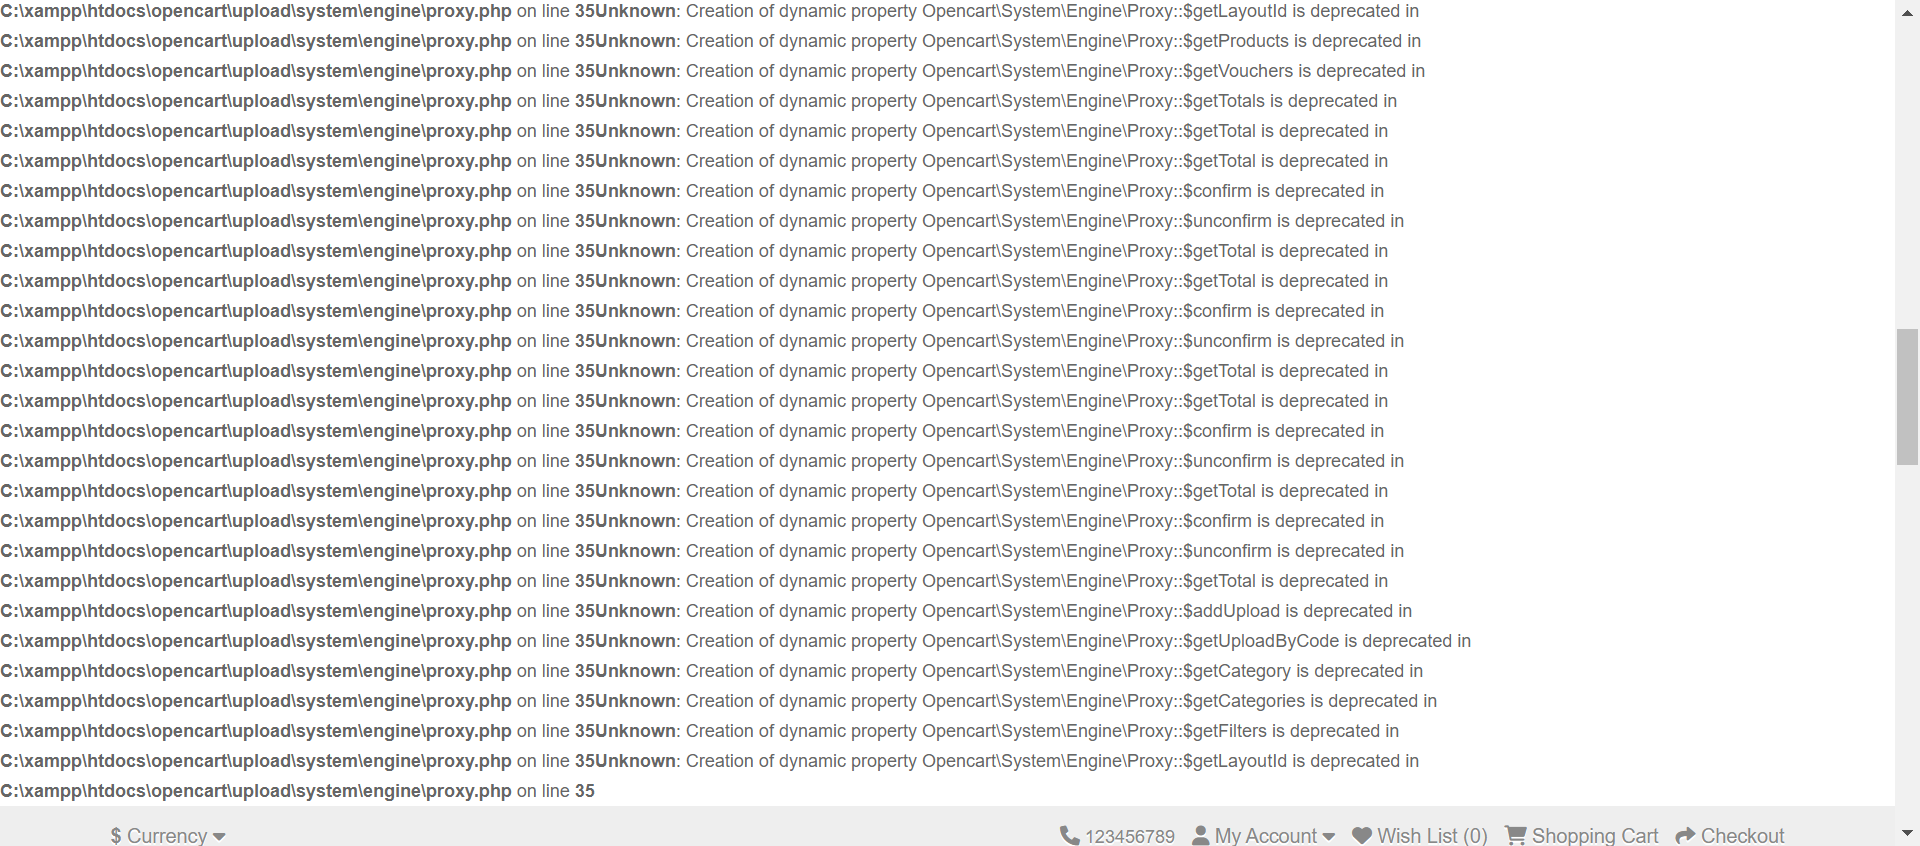 C:\xampp\htdocs\opencart\upload\system\engine\proxy.php on line 35Unknown: Creation of dynamic property Opencart\System\Engine\Proxy::$getLayoutId is deprecated in
C:\xampp\htdocs\opencart\upload\system\engine\proxy.php on line 35Unknown: Creation of dynamic property Opencart\System\Engine\Proxy::$getProducts is deprecated in
C:\xampp\htdocs\opencart\upload\system\engine\proxy.php on line 35Unknown: Creation of dynamic property Opencart\System\Engine\Proxy::$getVouchers is deprecated in
C:\xampp\htdocs\opencart\upload\system\engine\proxy.php on line 35Unknown: Creation of dynamic property Opencart\System\Engine\Proxy::$getTotals is deprecated in
C:\xampp\htdocs\opencart\upload\system\engine\proxy.php on line 35Unknown: Creation of dynamic property Opencart\System\Engine\Proxy::$getTotal is deprecated in
C:\xampp\htdocs\opencart\upload\system\engine\proxy.php on line 35Unknown: Creation of dynamic property Opencart\System\Engine\Proxy::$getTotal is deprecated in
C:\xampp\htdocs\opencart\upload\system\engine\proxy.php on line 35Unknown: Creation of dynamic property Opencart\System\Engine\Proxy::$confirm is deprecated in
C:\xampp\htdocs\opencart\upload\system\engine\proxy.php on line 35Unknown: Creation of dynamic property Opencart\System\Engine\Proxy::$unconfirm is deprecated in
C:\xampp\htdocs\opencart\upload\system\engine\proxy.php on line 35Unknown: Creation of dynamic property Opencart\System\Engine\Proxy::$getTotal is deprecated in
C:\xampp\htdocs\opencart\upload\system\engine\proxy.php on line 35Unknown: Creation of dynamic property Opencart\System\Engine\Proxy::$getTotal is deprecated in
C:\xampp\htdocs\opencart\upload\system\engine\proxy.php on line 35Unknown: Creation of dynamic property Opencart\System\Engine\Proxy::$confirm is deprecated in
C:\xampp\htdocs\opencart\upload\system\engine\proxy.php on line 35Unknown: Creation of dynamic property Opencart\System\Engine\Proxy::$unconfirm is deprecated in
C:\xampp\htdocs\opencart\upload\system\engine\proxy.php on line 35Unknown: Creation of dynamic property Opencart\System\Engine\Proxy::$getTotal is deprecated in
C:\xampp\htdocs\opencart\upload\system\engine\proxy.php on line 35Unknown: Creation of dynamic property Opencart\System\Engine\Proxy::$getTotal is deprecated in
C:\xampp\htdocs\opencart\upload\system\engine\proxy.php on line 35Unknown: Creation of dynamic property Opencart\System\Engine\Proxy::$confirm is deprecated in
C:\xampp\htdocs\opencart\upload\system\engine\proxy.php on line 35Unknown: Creation of dynamic property Opencart\System\Engine\Proxy::$unconfirm is deprecated in
C:\xampp\htdocs\opencart\upload\system\engine\proxy.php on line 35Unknown: Creation of dynamic property Opencart\System\Engine\Proxy::$getTotal is deprecated in
C:\xampp\htdocs\opencart\upload\system\engine\proxy.php on line 35Unknown: Creation of dynamic property Opencart\System\Engine\Proxy::$confirm is deprecated in
C:\xampp\htdocs\opencart\upload\system\engine\proxy.php on line 35Unknown: Creation of dynamic property Opencart\System\Engine\Proxy::$unconfirm is deprecated in
C:\xampp\htdocs\opencart\upload\system\engine\proxy.php on line 35Unknown: Creation of dynamic property Opencart\System\Engine\Proxy::$getTotal is deprecated in
C:\xampp\htdocs\opencart\upload\system\engine\proxy.php on line 35Unknown: Creation of dynamic property Opencart\System\Engine\Proxy::$addUpload is deprecated in
C:\xampp\htdocs\opencart\upload\system\engine\proxy.php on line 35Unknown: Creation of dynamic property Opencart\System\Engine\Proxy::$getUploadByCode is deprecated in
C:\xampp\htdocs\opencart\upload\system\engine\proxy.php on line 35Unknown: Creation of dynamic property Opencart\System\Engine\Proxy::$getCategory is deprecated in
C:\xampp\htdocs\opencart\upload\system\engine\proxy.php on line 35Unknown: Creation of dynamic property Opencart\System\Engine\Proxy::$getCategories is deprecated in
C:\xampp\htdocs\opencart\upload\system\engine\proxy.php on line 35Unknown: Creation of dynamic property Opencart\System\Engine\Proxy::$getFilters is deprecated in
C:\xampp\htdocs\opencart\upload\system\engine\proxy.php on line 35Unknown: Creation of dynamic property Opencart\System\Engine\Proxy::$getLayoutId is deprecated in
C:\xampp\htdocs\opencart\upload\system\engine\proxy.php on line 35
$ Currency 123456789 My Account Wish List (0) Shopping Cart Checkout